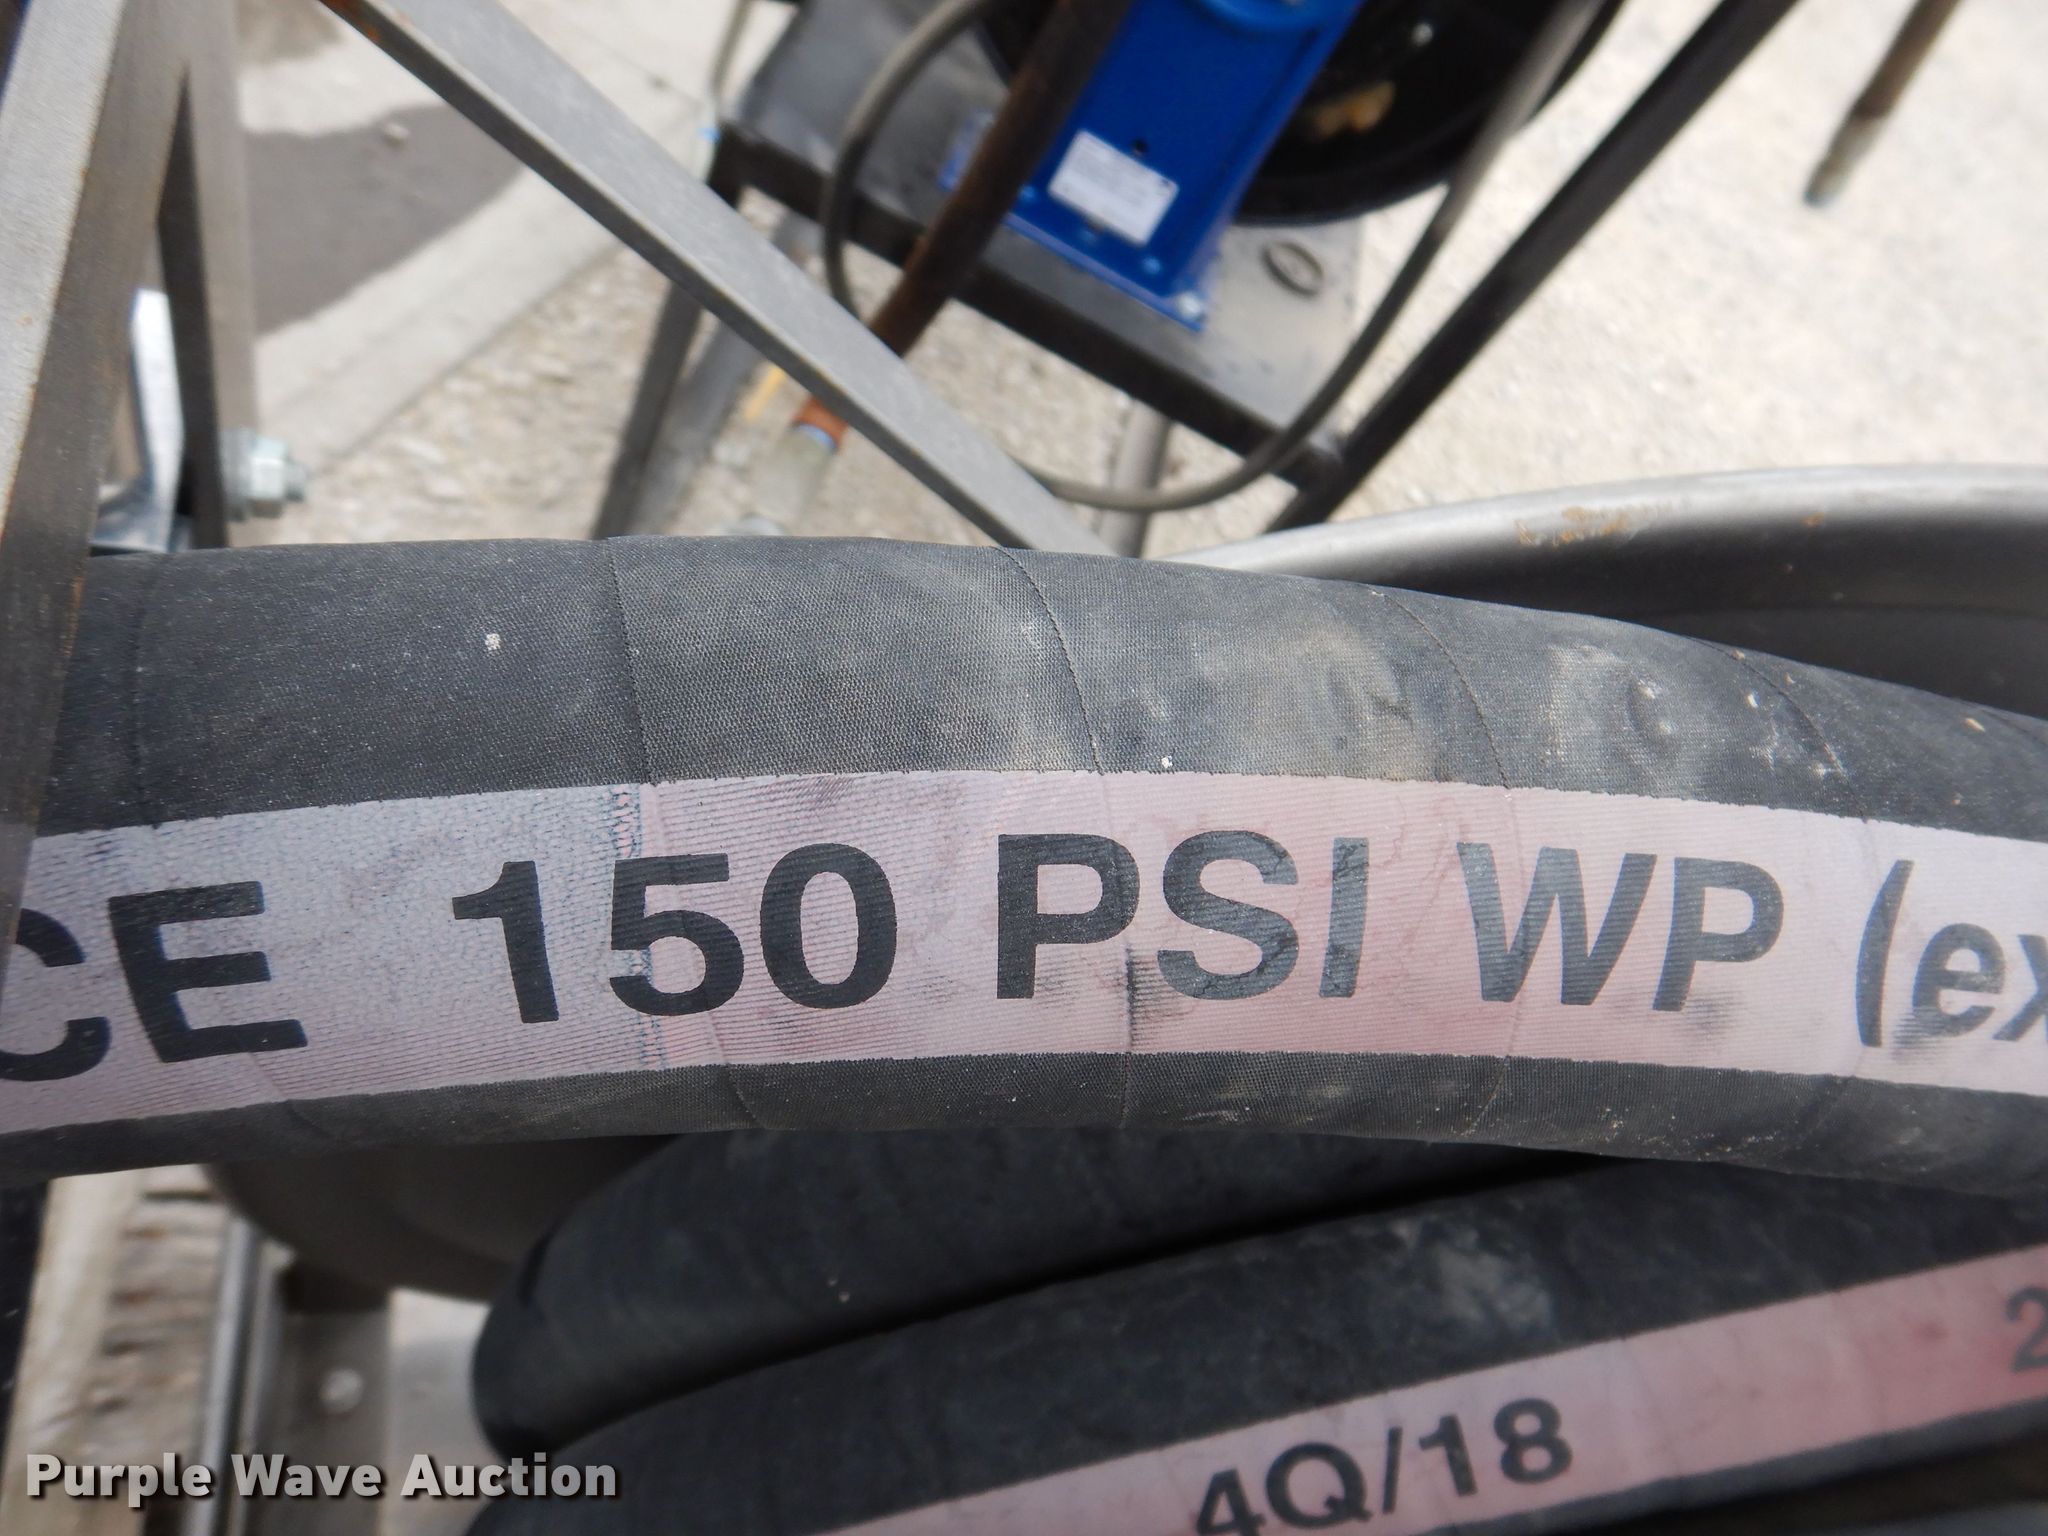 CE 150 PSI WP (ex
4Q/18 2
Purple Wave Auction